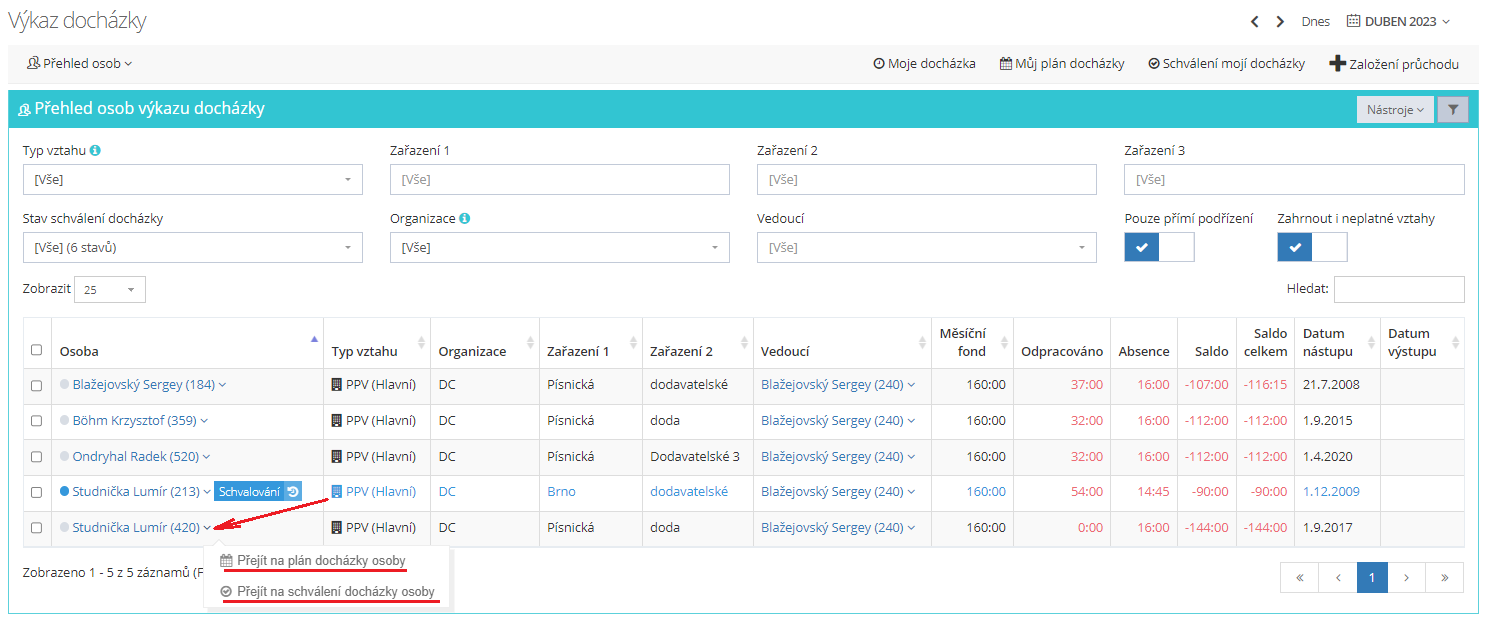 Výkaz docházky
Dnes DUBEN 2023
Přehled osob Moje docházka Můj plán docházky Schválení mojí docházky Založení průchodu
Přehled osob výkazu docházky Nástroje
Typ vztahu Zařazení 1 Zařazení 2 Zařazení 3
[Vše] [Vše] [Vše] [Vše]
Stav schválení docházky Organizace Vedoucí Pouze přímí podřízení Zahrnout i neplatné vztahy
[Vše] (6 stavů) [Vše] [Vše]
Zobrazit 25 Hledat:
Osoba Typ vztahu Organizace Zařazení 1 Zařazení 2 Vedoucí Měsíční fond Odpracováno Absence Saldo Saldo celkem Datum nástupu Datum výstupu
Blažejovský Sergey (184) PPV (Hlavní) DC Písnická dodavatelské Blažejovský Sergey (240) 160:00 37:00 16:00 -107:00 -116:15 21.7.2008
Böhm Krzysztof (359) PPV (Hlavní) DC Písnická doda Blažejovský Sergey (240) 160:00 32:00 16:00 -112:00 -112:00 1.9.2015
Ondryhal Radek (520) PPV (Hlavní) DC Písnická Dodavatelské 3 Blažejovský Sergey (240) 160:00 32:00 16:00 -112:00 -112:00 1.4.2020
Studnička Lumír (213) Schvalování PPV (Hlavní) DC Brno dodavatelské Blažejovský Sergey (240) 160:00 54:00 14:45 -90:00 -90:00 1.12.2009
Studnička Lumír (420) PPV (Hlavní) DC Písnická doda Blažejovský Sergey (240) 160:00 0:00 16:00 -144:00 -144:00 1.9.2017
Přejít na plán docházky osoby
Zobrazeno 1 - 5 z 5 záznamů (F « ‹ 1 › »
Přejít na schválení docházky osoby